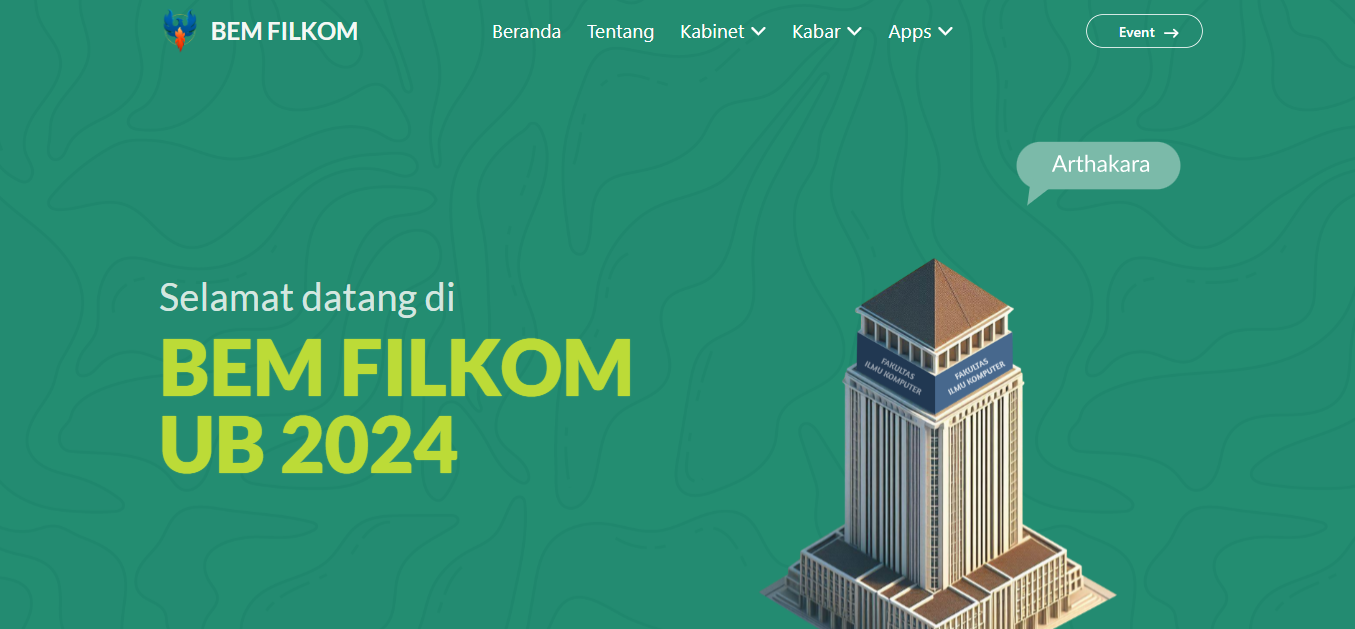 BEM FILKOM
Beranda Tentang Kabinet Kabar Apps
Event
Arthakara
Selamat datang di
BEM FILKOM
UB 2024
FAKULTAS
ILMU KOMPUTER
FAKULTAS
ILMU KOMPUTER